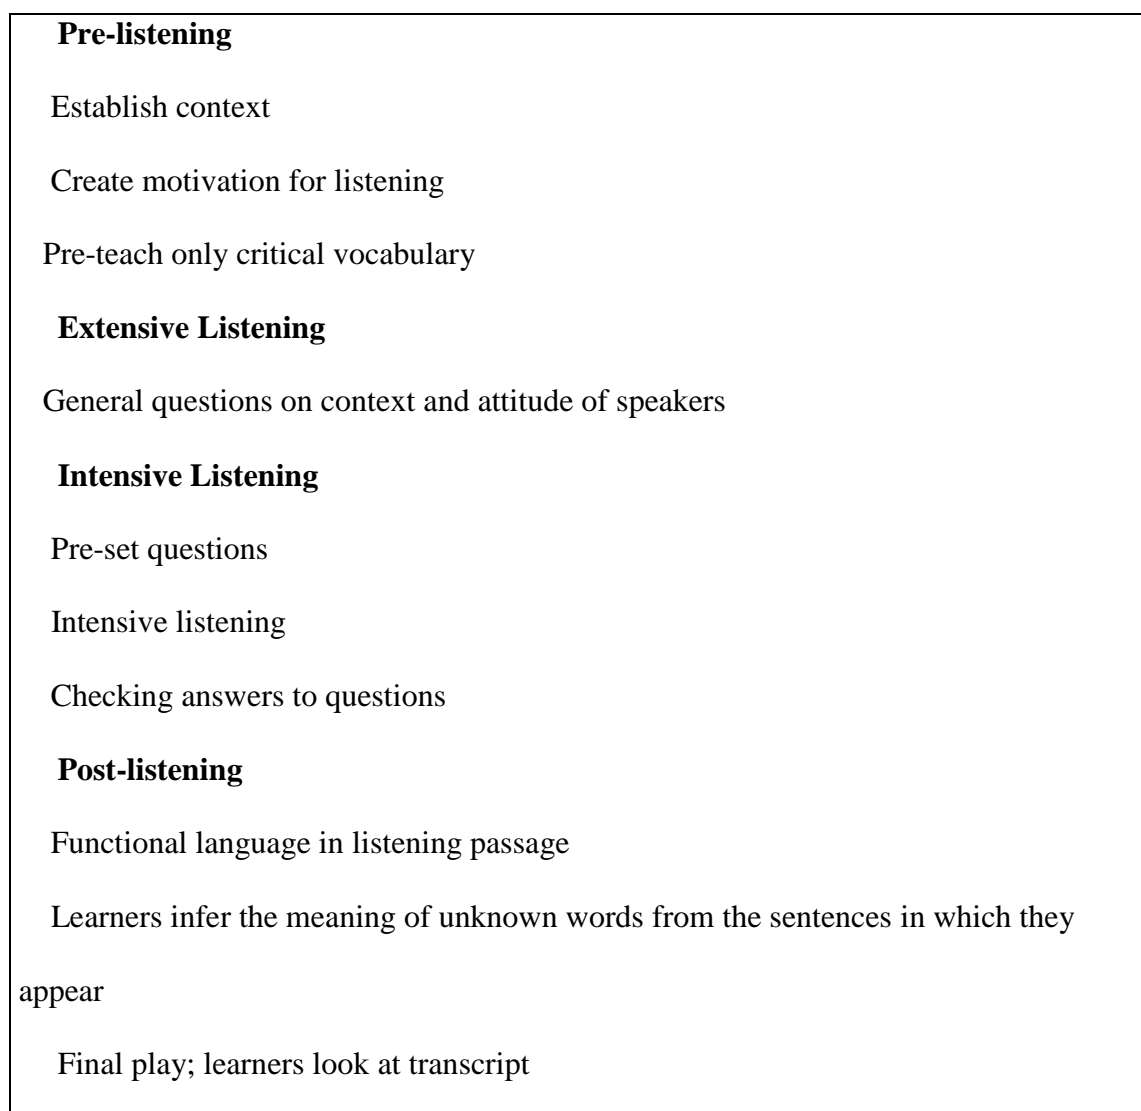 Pre-listening
Establish context
Create motivation for listening
Pre-teach only critical vocabulary
Extensive Listening
General questions on context and attitude of speakers
Intensive Listening
Pre-set questions
Intensive listening
Checking answers to questions
Post-listening
Functional language in listening passage
Learners infer the meaning of unknown words from the sentences in which they
appear
Final play; learners look at transcript